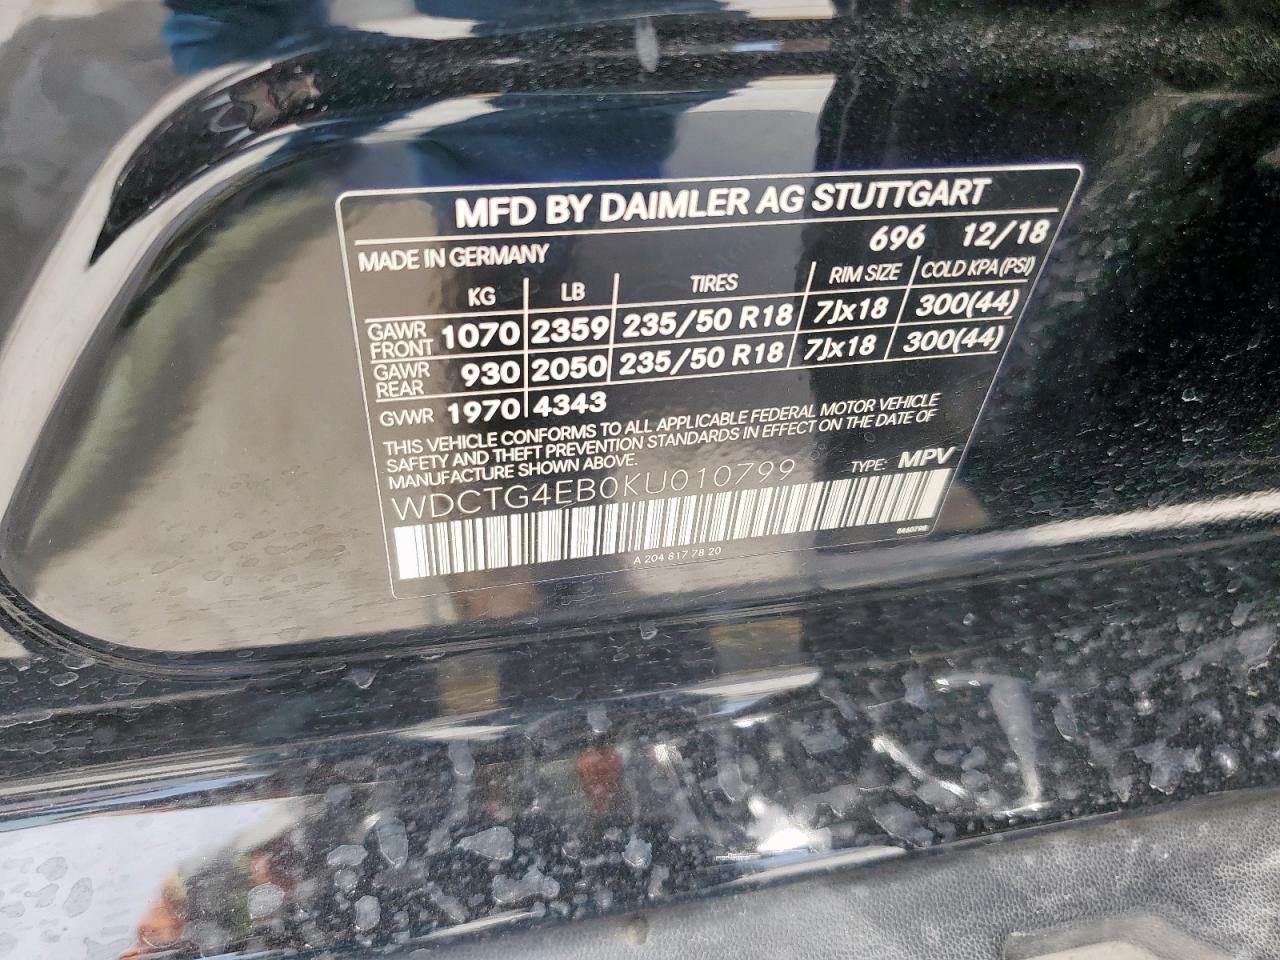 MFD BY DAIMLER AG STUTTGART
MADE IN GERMANY 696 12/18
KG LB TIRES RIM SIZE COLD KPA (PSI)
GAWR FRONT 1070 2359 235/50 R18 7Jx18 300(44)
GAWR REAR 930 2050 235/50 R18 7Jx18 300(44)
GVWR 1970 4343
THIS VEHICLE CONFORMS TO ALL APPLICABLE FEDERAL MOTOR VEHICLE
SAFETY AND THEFT PREVENTION STANDARDS IN EFFECT ON THE DATE OF
MANUFACTURE SHOWN ABOVE.
TYPE: MPV
WDCTG4EB0KU010799
A 204 817 78 20